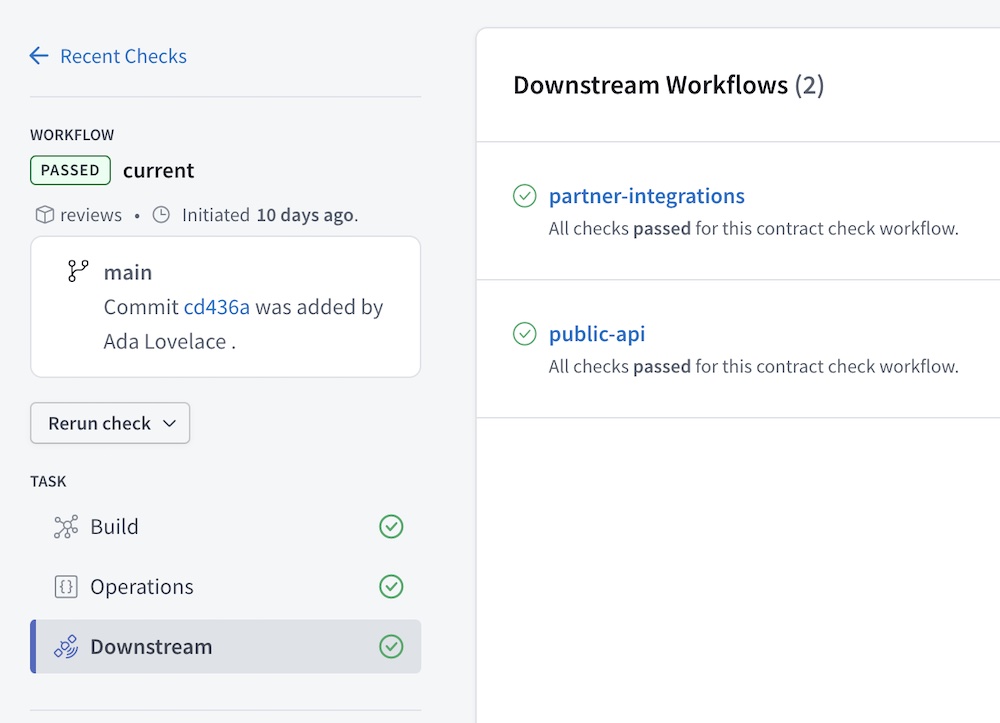 Recent Checks
WORKFLOW
PASSED current
reviews • Initiated 10 days ago.
main
Commit cd436a was added by
Ada Lovelace .
Rerun check
TASK
Build
Operations
Downstream
Downstream Workflows (2)
partner-integrations
All checks passed for this contract check workflow.
public-api
All checks passed for this contract check workflow.